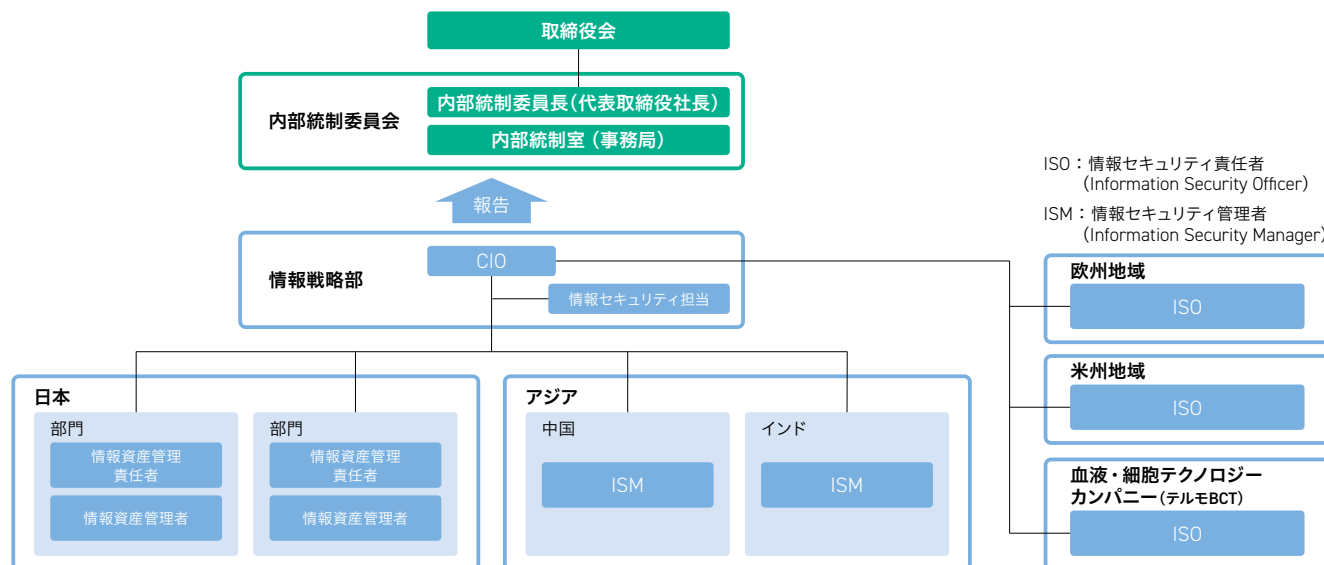 取締役会
内部統制委員会
内部統制委員長（代表取締役社長）
内部統制室（事務局）
報告
ISO：情報セキュリティ責任者
（Information Security Officer）
ISM：情報セキュリティ管理者
（Information Security Manager）
情報戦略部
CIO
情報セキュリティ担当
欧州地域
ISO
米州地域
ISO
血液・細胞テクノロジー
カンパニー（テルモBCT）
ISO
日本
部門
情報資産管理
責任者
情報資産管理者
部門
情報資産管理
責任者
情報資産管理者
アジア
中国
ISM
インド
ISM